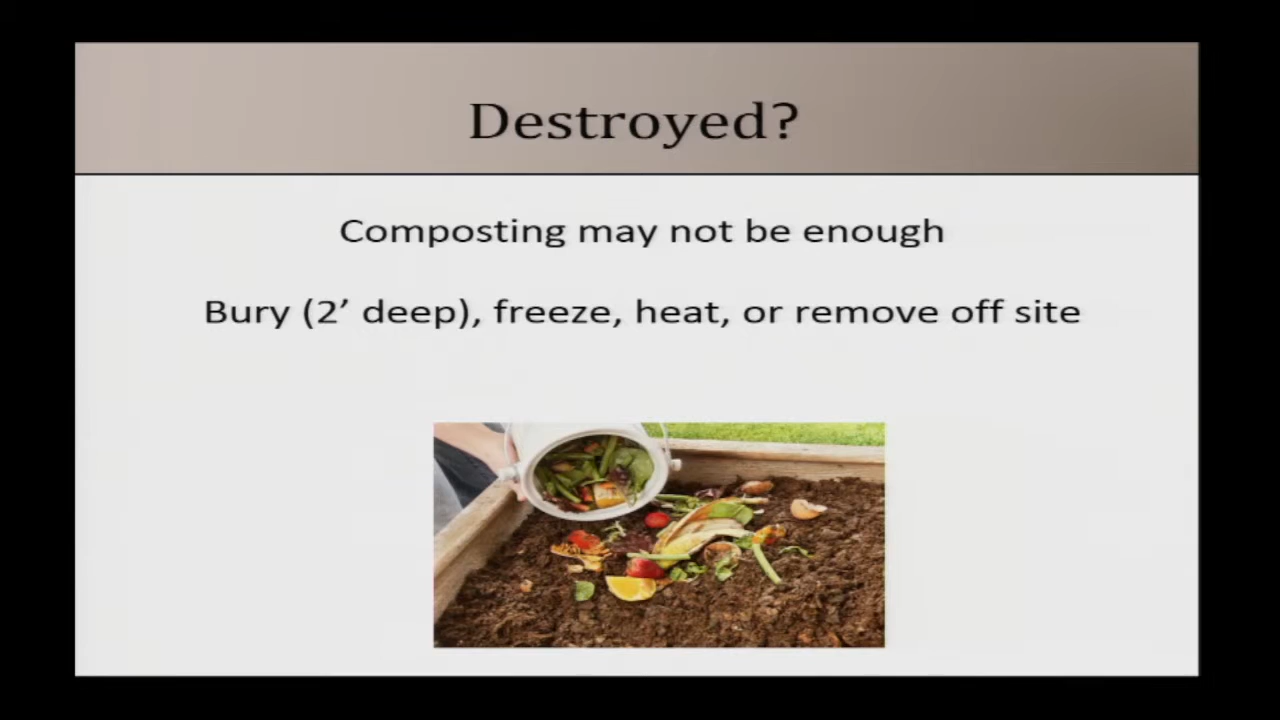 Destroyed?
Composting may not be enough
Bury (2’ deep), freeze, heat, or remove off site